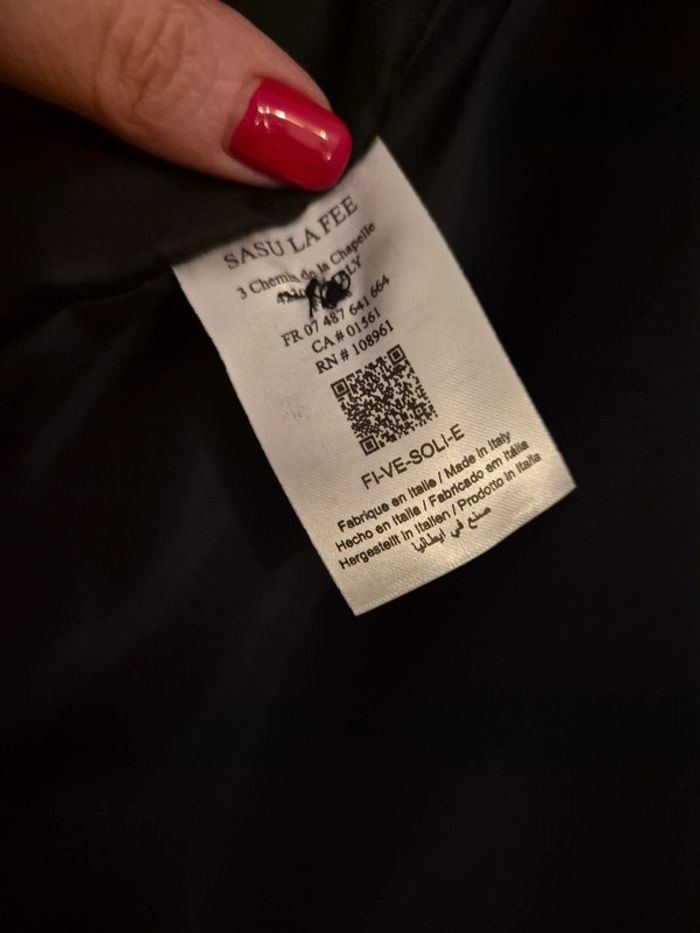 SASU LA FEE
3 Chemin de la Chapelle
FR 07 487 641 664
CA # 01561
RN # 108961
FI-VE-SOLI-E
Fabrique en Italie / Made in Italy
Hecho en Italia / Fabricado em Itália
Hergestellt in Italien / Prodotto in Italia
صنع في ايطاليا